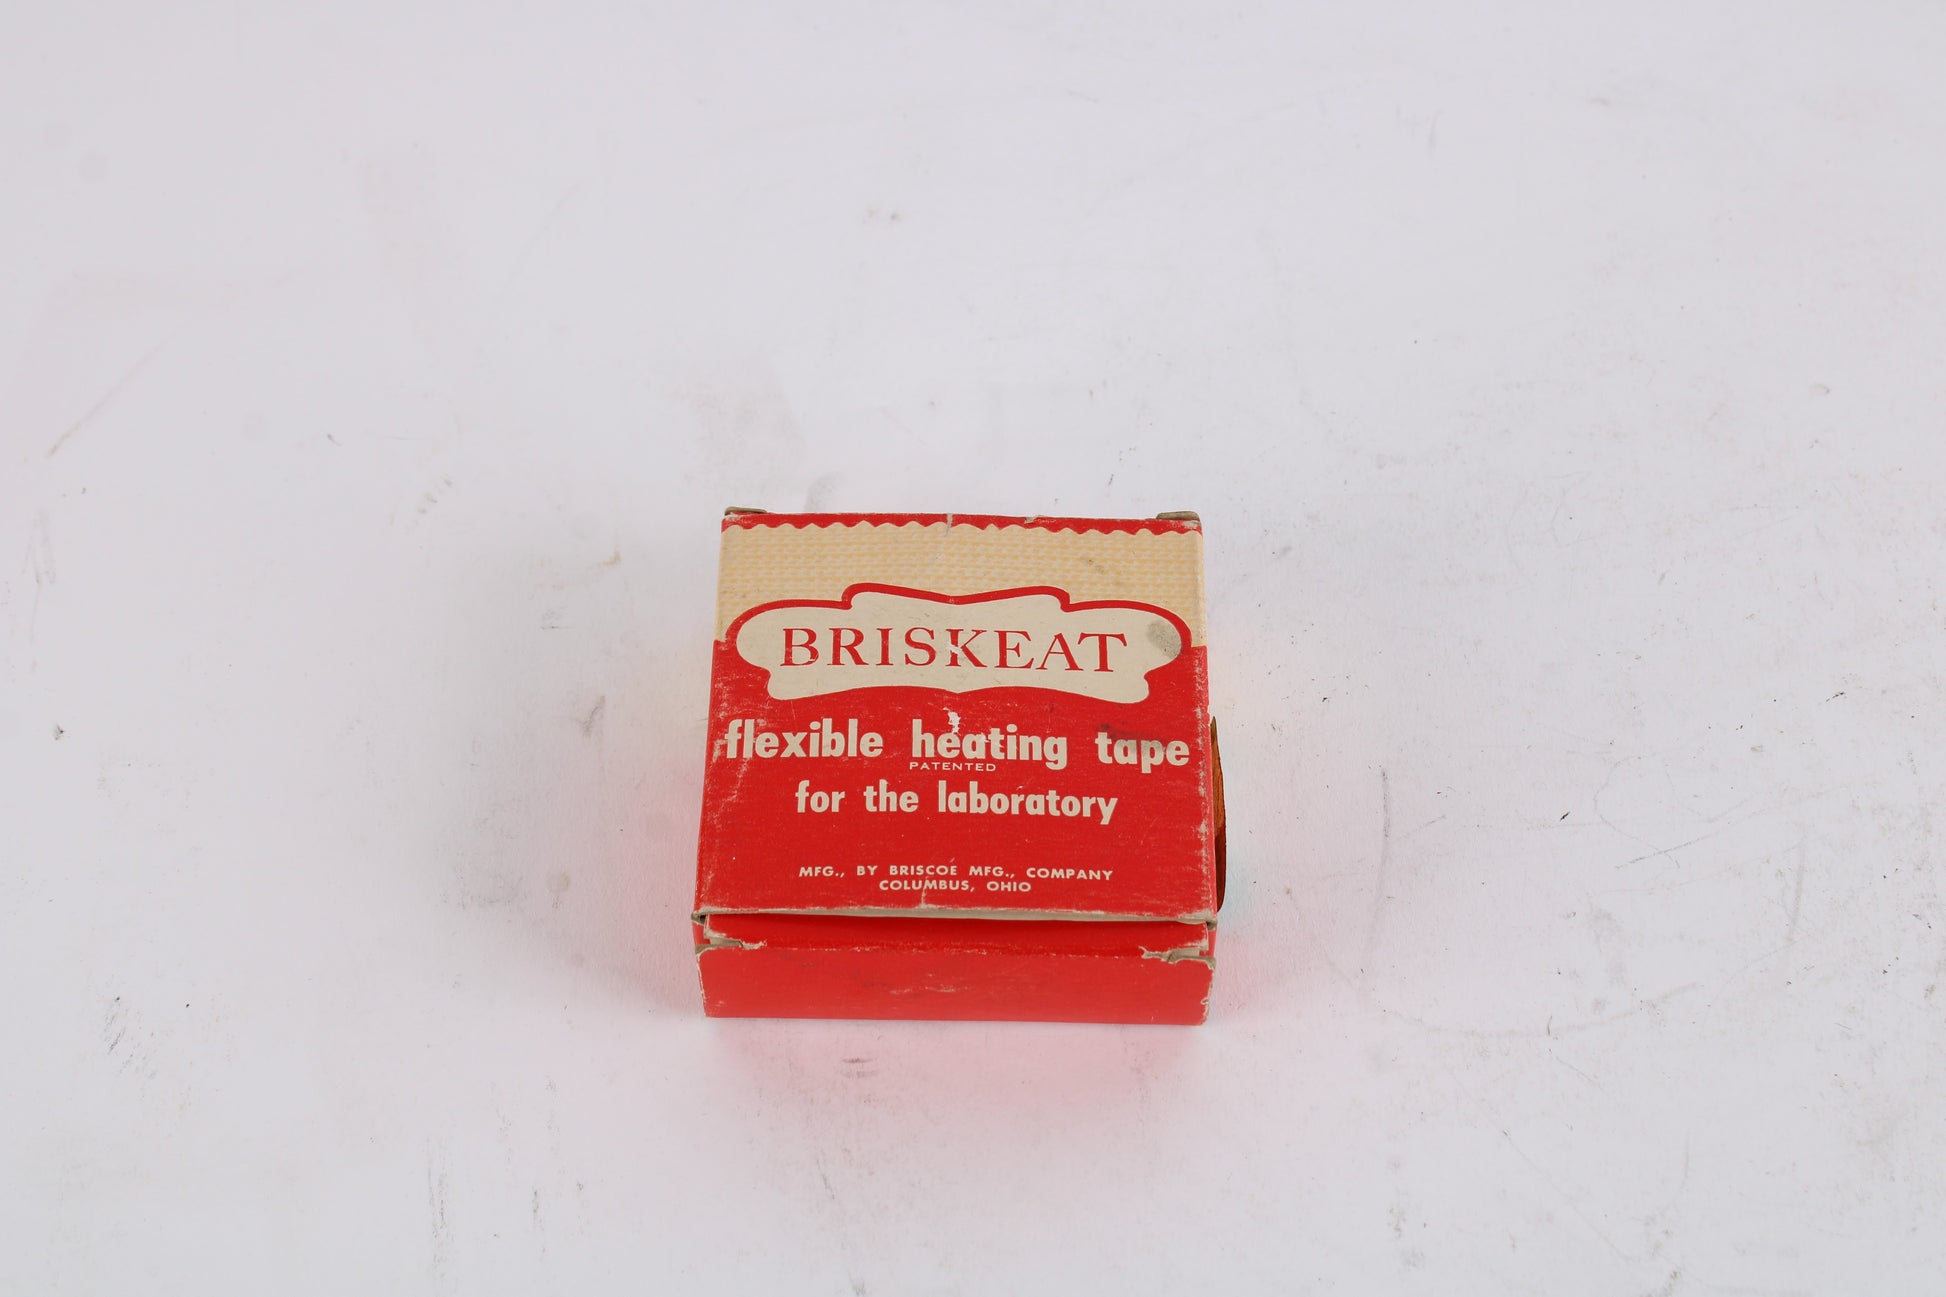 BRISKEAT
flexible heating tape
PATENTED
for the laboratory
MFG., BY BRISCOE MFG., COMPANY
COLUMBUS, OHIO